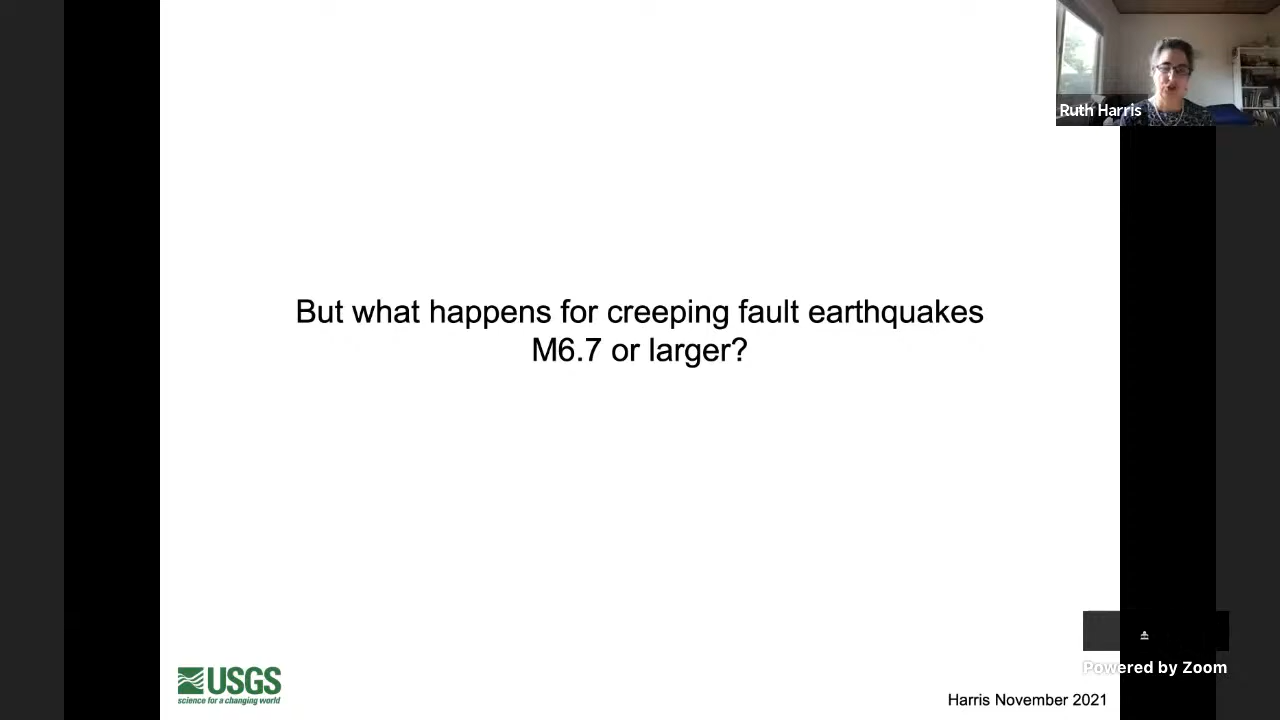 Ruth Harris
But what happens for creeping fault earthquakes
M6.7 or larger?
USGS
science for a changing world
Powered by Zoom
Harris November 2021